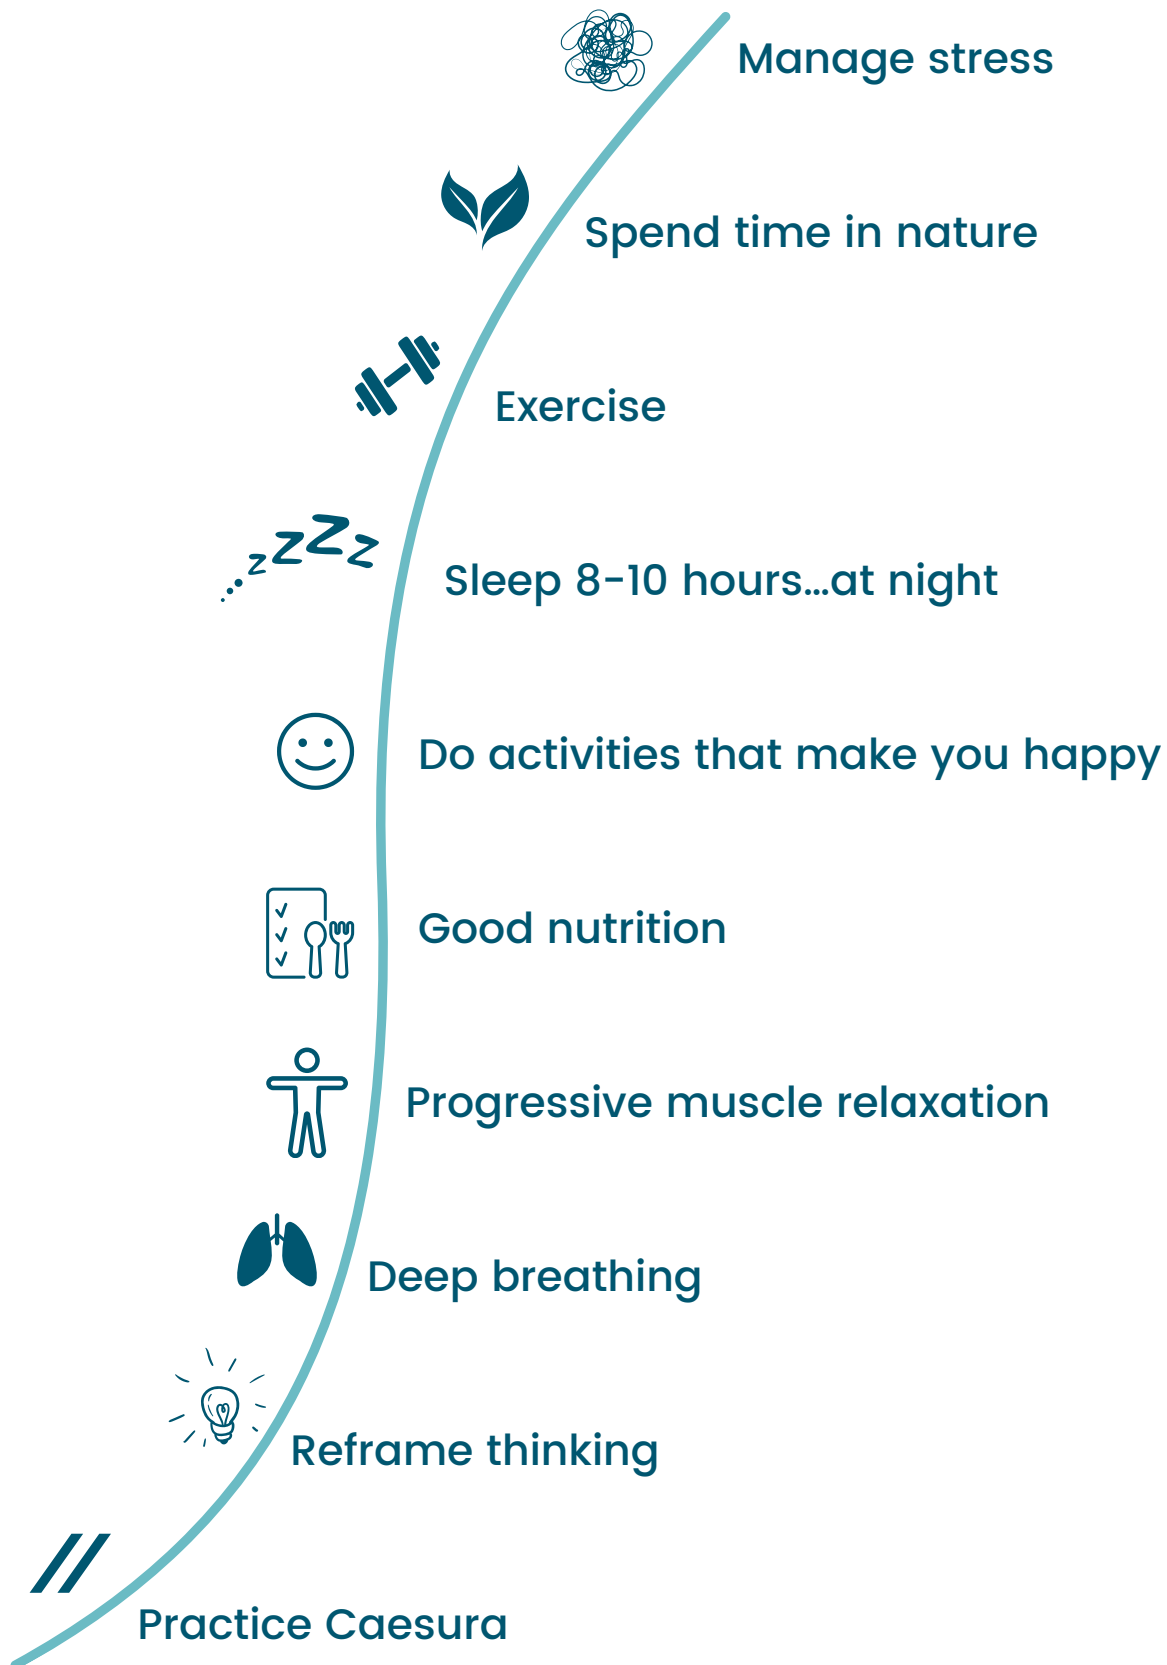 Manage stress
Spend time in nature
Exercise
Sleep 8-10 hours...at night
Do activities that make you happy
Good nutrition
Progressive muscle relaxation
Deep breathing
Reframe thinking
Practice Caesura